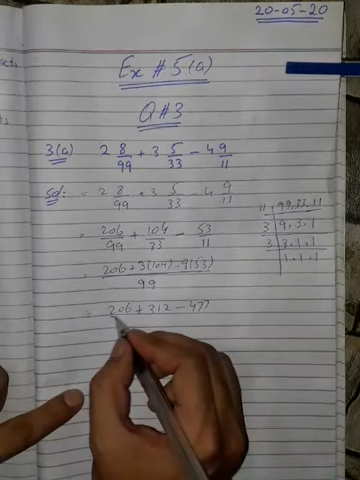 20-05-20
Ex # 5(a)
Q#3
3(a) 2 8/99 + 3 5/33 - 4 9/11
Sol: = 2 8/99 + 3 5/33 - 4 9/11
= 206/99 + 104/33 - 53/11
= 206+3(104)-9(53)/99
= 206+312-477
11 | 99, 33, 11
3 | 9, 3, 1
3 | 3, 1, 1
1, 1, 1